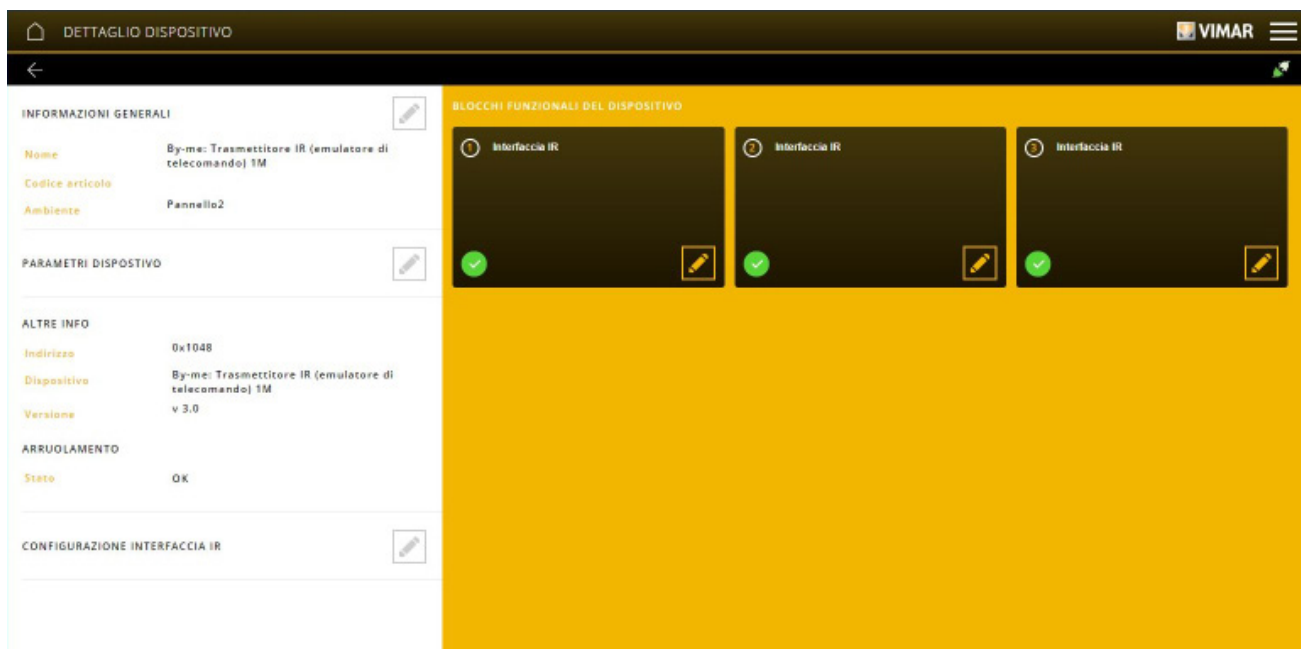 DETTAGLIO DISPOSITIVO
VIMAR
INFORMAZIONI GENERALI
Nome By-me: Trasmettitore IR (emulatore di
telecomando) 1M
Codice articolo
Ambiente Pannello2
PARAMETRI DISPOSTIVO
ALTRE INFO
Indirizzo 0x1048
Dispositivo By-me: Trasmettitore IR (emulatore di
telecomando) 1M
Versione v 3.0
ARRUOLAMENTO
Stato OK
CONFIGURAZIONE INTERFACCIA IR
BLOCCHI FUNZIONALI DEL DISPOSITIVO
1 Interfaccia IR
2 Interfaccia IR
3 Interfaccia IR